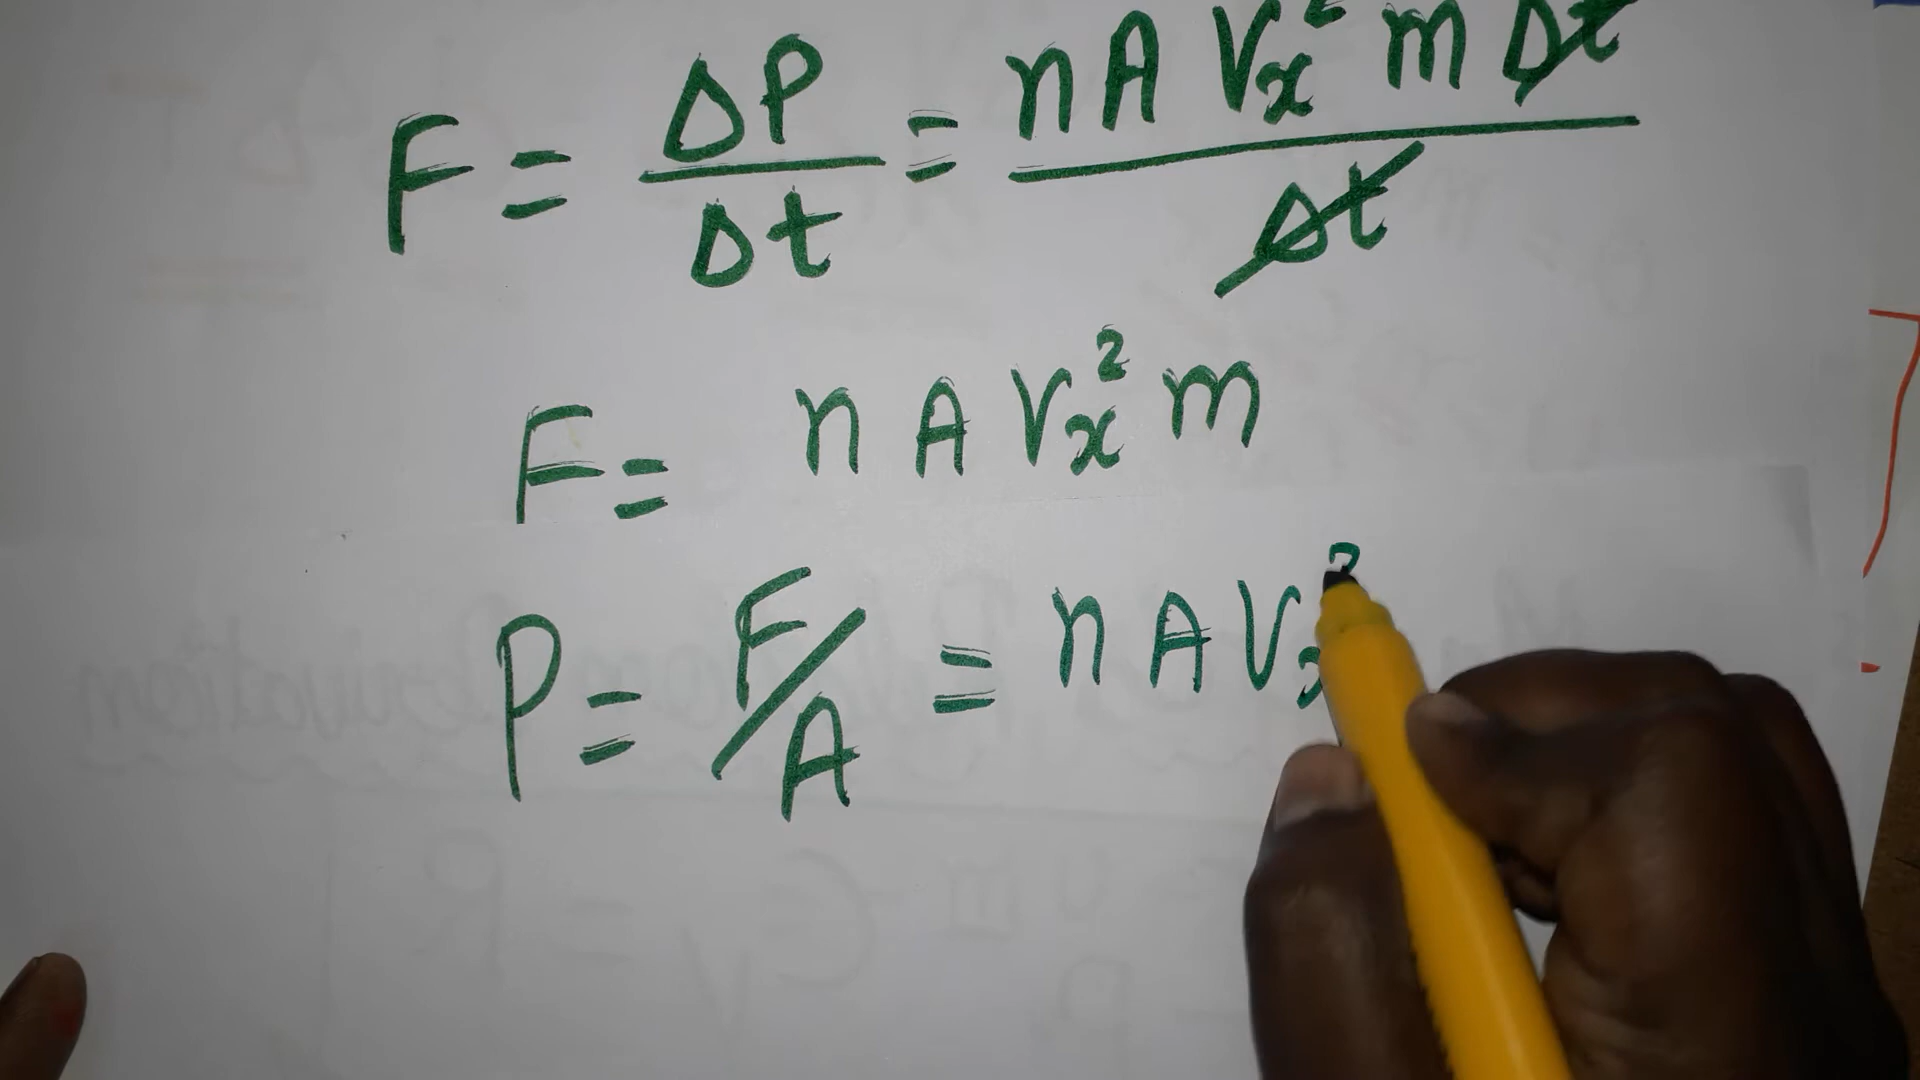 F = ΔP/Δt = nAVₓ²mΔt/Δt
F = nAVₓ²m
P = F/A = nAVₓ²